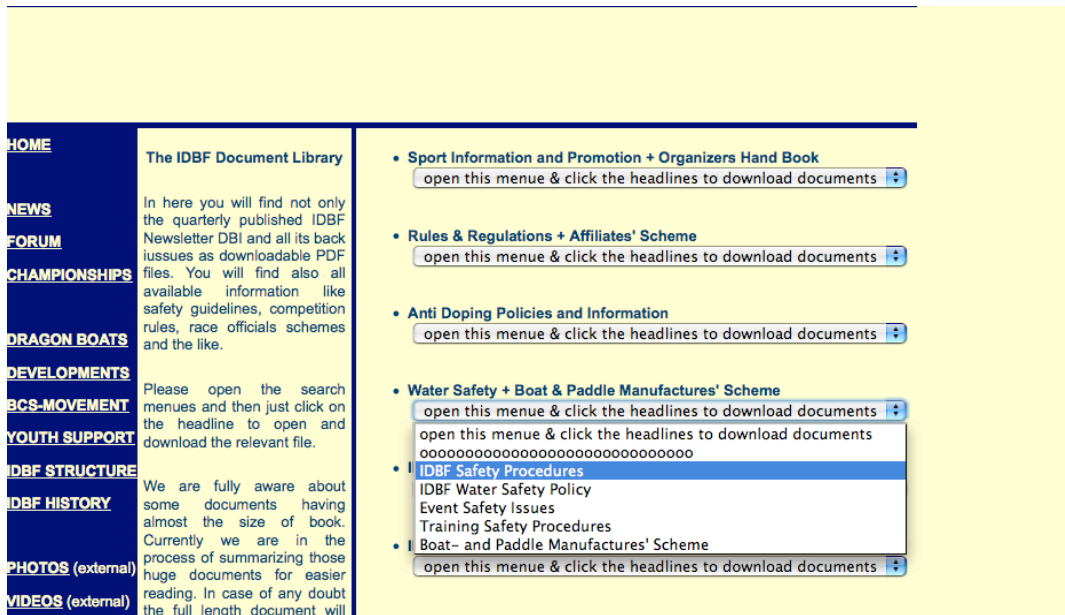 HOME
NEWS
FORUM
CHAMPIONSHIPS
DRAGON BOATS
DEVELOPMENTS
BCS-MOVEMENT
YOUTH SUPPORT
IDBF STRUCTURE
IDBF HISTORY
PHOTOS (external)
VIDEOS (external)
The IDBF Document Library
In here you will find not only
the quarterly published IDBF
Newsletter DBI and all its back
iussues as downloadable PDF
files. You will find also all
available information like
safety guidelines, competition
rules, race officials schemes
and the like.
Please open the search
menues and then just click on
the headline to open and
download the relevant file.
We are fully aware about
some documents having
almost the size of book.
Currently we are in the
process of summarizing those
huge documents for easier
reading. In case of any doubt
the full length document will
• Sport Information and Promotion + Organizers Hand Book
open this menue & click the headlines to download documents
• Rules & Regulations + Affiliates' Scheme
open this menue & click the headlines to download documents
• Anti Doping Policies and Information
open this menue & click the headlines to download documents
• Water Safety + Boat & Paddle Manufactures' Scheme
open this menue & click the headlines to download documents
open this menue & click the headlines to download documents
oooooooooooooooooooooooooooooo
IDBF Safety Procedures
IDBF Water Safety Policy
Event Safety Issues
Training Safety Procedures
Boat- and Paddle Manufactures' Scheme
open this menue & click the headlines to download documents